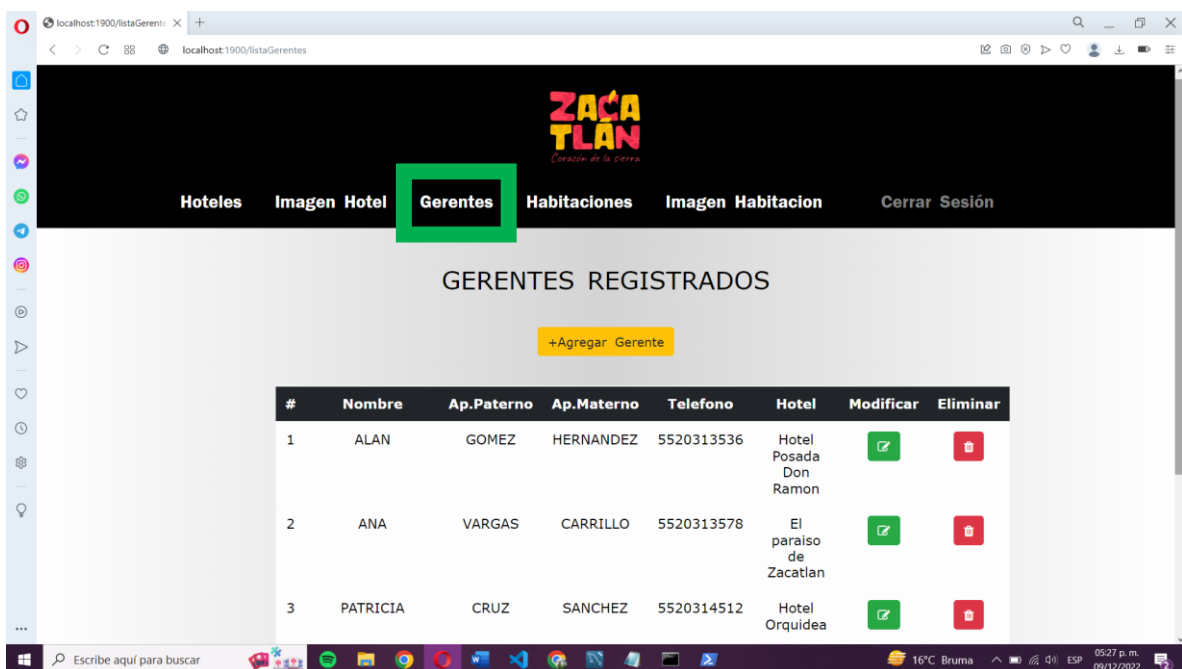 localhost:1900/listaGerente
localhost:1900/listaGerentes
ZACA
TLÁN
Corazón de la sierra
Hoteles Imagen Hotel Gerentes Habitaciones Imagen Habitacion Cerrar Sesión
GERENTES REGISTRADOS
+Agregar Gerente
# Nombre Ap.Paterno Ap.Materno Telefono Hotel Modificar Eliminar
1 ALAN GOMEZ HERNANDEZ 5520313536 Hotel
Posada
Don
Ramon
2 ANA VARGAS CARRILLO 5520313578 El
paraiso
de
Zacatlan
3 PATRICIA CRUZ SANCHEZ 5520314512 Hotel
Orquidea
Escribe aquí para buscar 16°C Bruma ESP 05:27 p. m.
09/12/2022